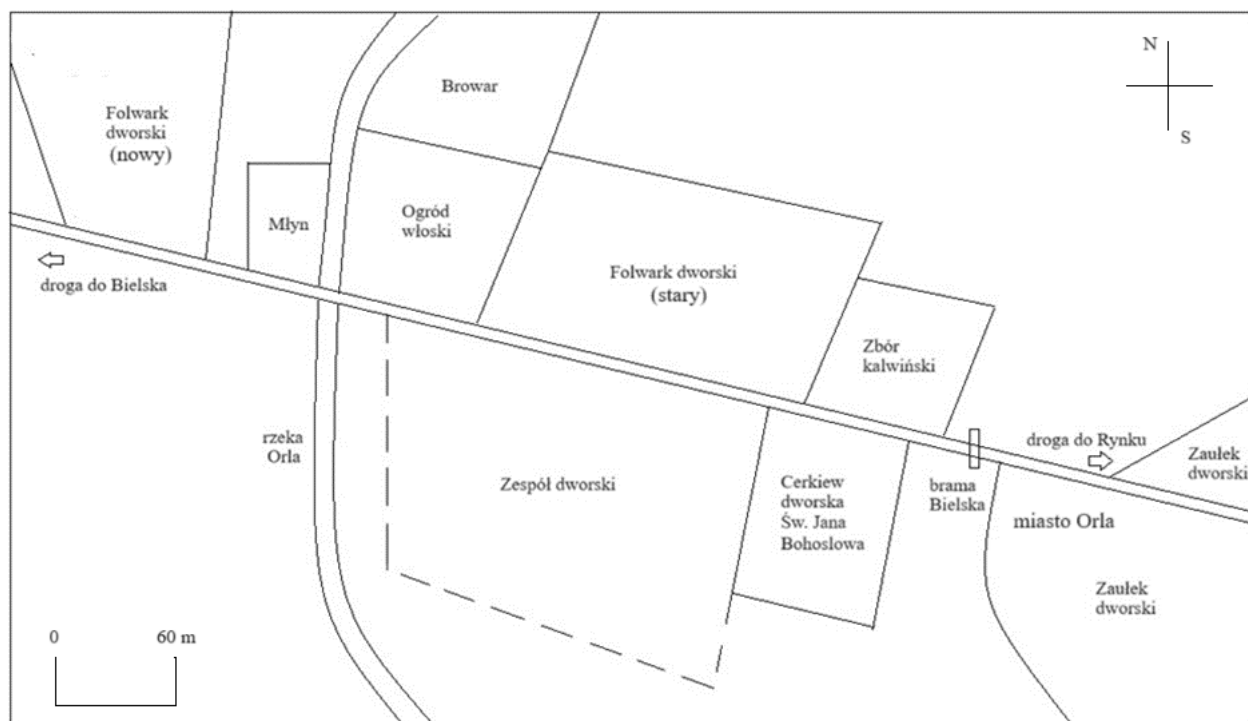 Browar
N
S
Folwark
dworski
(nowy)
Młyn
Ogród
włoski
Folwark dworski
(stary)
droga do Bielska
Zbór
kalwiński
rzeka
Orla
Zespół dworski
droga do Rynku
Zaułek
dworski
Cerkiew
dworska
Św. Jana
Bohosłowa
brama
Bielska
miasto Orla
Zaułek
dworski
0 60 m